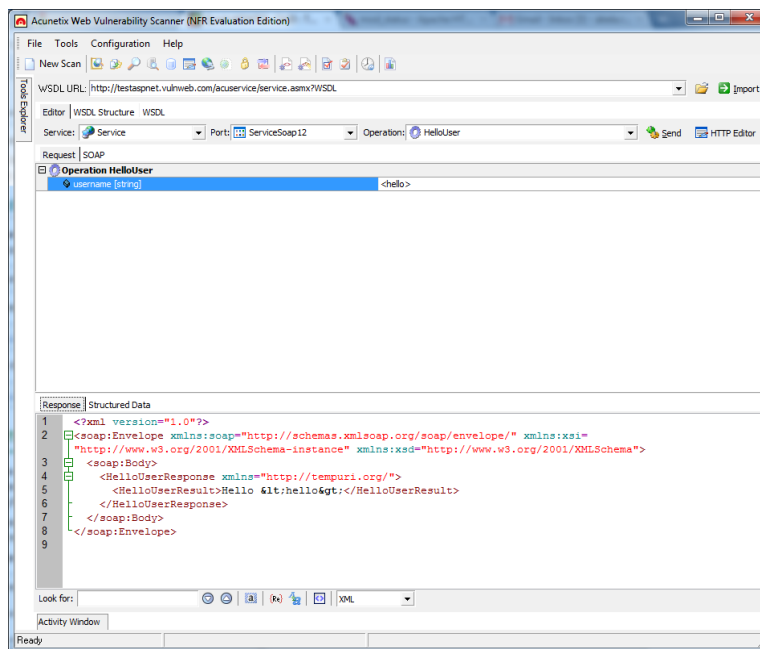 Acunetix Web Vulnerability Scanner (NFR Evaluation Edition)
File Tools Configuration Help
New Scan
Tools Explorer
WSDL URL: http://testaspnet.vulnweb.com/acuservice/service.asmx?WSDL Import
Editor WSDL Structure WSDL
Service: Service Port: ServiceSoap12 Operation: HelloUser Send HTTP Editor
Request SOAP
Operation HelloUser
username [string] <hello>
Response Structured Data
1 <?xml version="1.0"?>
2 <soap:Envelope xmlns:soap="http://schemas.xmlsoap.org/soap/envelope/" xmlns:xsi=
"http://www.w3.org/2001/XMLSchema-instance" xmlns:xsd="http://www.w3.org/2001/XMLSchema">
3 <soap:Body>
4 <HelloUserResponse xmlns="http://tempuri.org/">
5 <HelloUserResult>Hello &lt;hello&gt;</HelloUserResult>
6 </HelloUserResponse>
7 </soap:Body>
8 </soap:Envelope>
9
Look for: XML
Activity Window
Ready